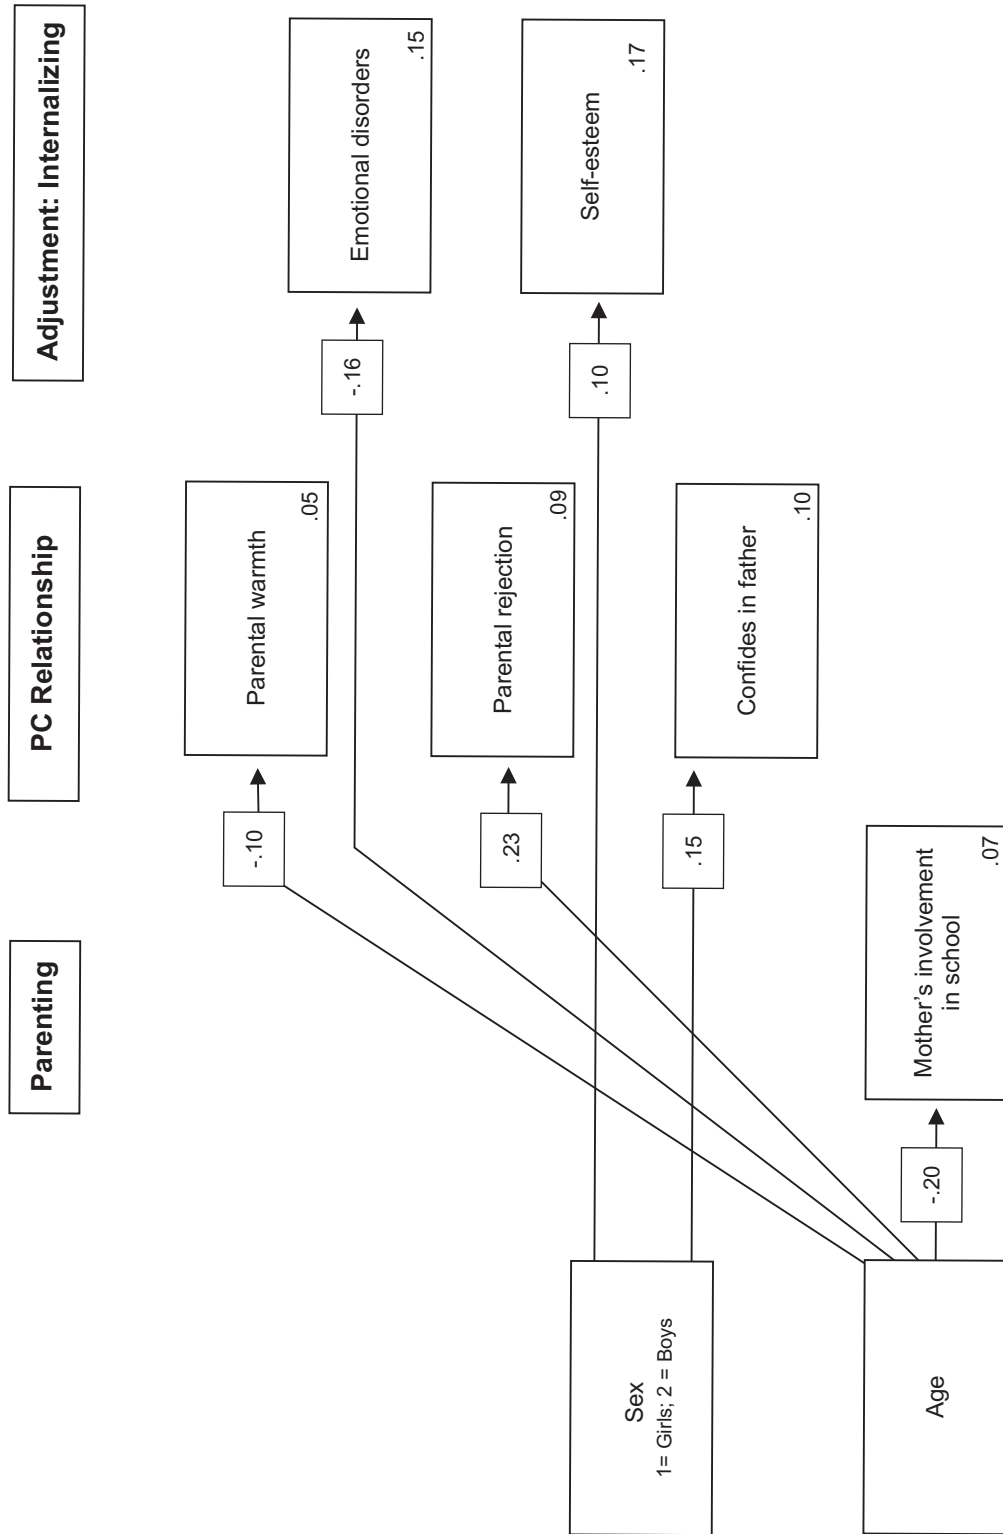 Parenting
PC Relationship
Adjustment: Internalizing
Parental warmth
.05
-.10
Emotional disorders
.15
-.16
Parental rejection
.09
.23
Self-esteem
.17
.10
Sex
1= Girls; 2 = Boys
Confides in father
.10
.15
Age
-.20
Mother’s involvement
in school
.07